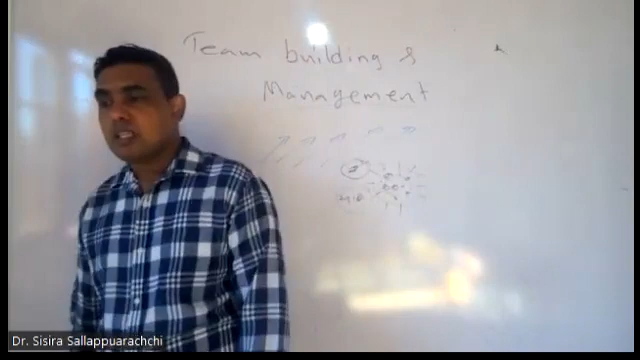 Team building &
Management
Dr. Sisira Sallappuarachchi